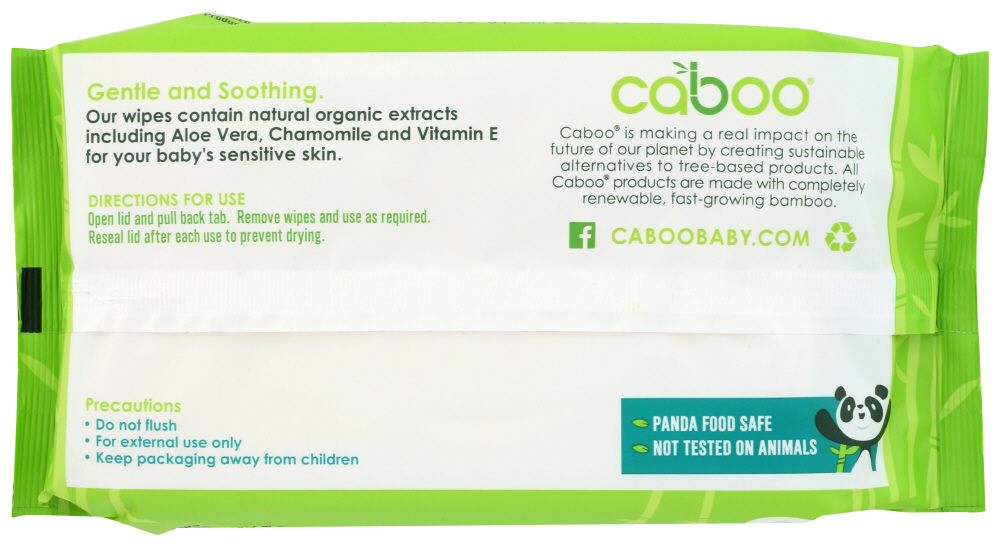 Gentle and Soothing.
Our wipes contain natural organic extracts
including Aloe Vera, Chamomile and Vitamin E
for your baby's sensitive skin.
DIRECTIONS FOR USE
Open lid and pull back tab. Remove wipes and use as required.
Reseal lid after each use to prevent drying.
caboo®
Caboo® is making a real impact on the
future of our planet by creating sustainable
alternatives to tree-based products. All
Caboo® products are made with completely
renewable, fast-growing bamboo.
f CABOOBABY.COM
Precautions
• Do not flush
• For external use only
• Keep packaging away from children
PANDA FOOD SAFE
NOT TESTED ON ANIMALS